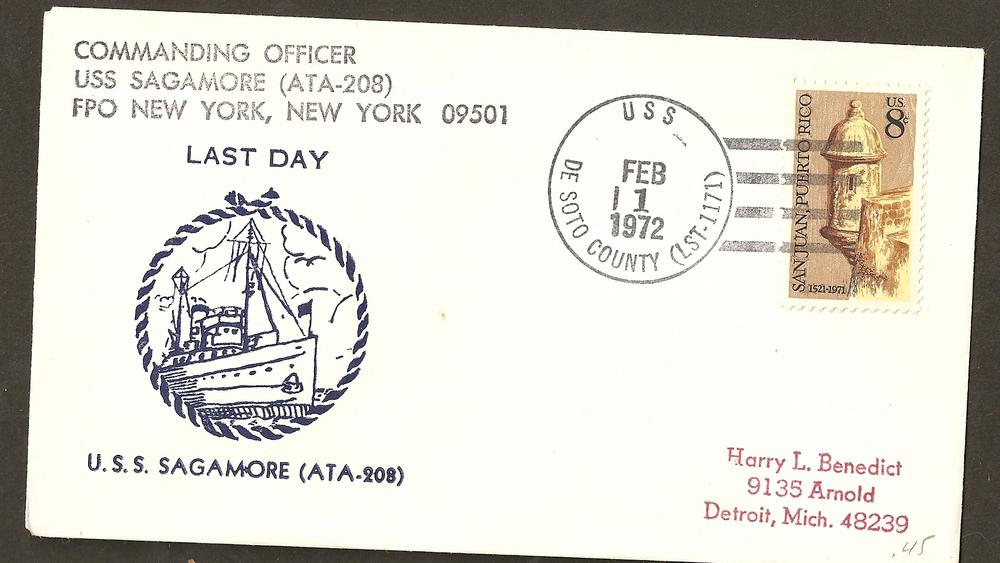 COMMANDING OFFICER
USS SAGAMORE (ATA-208)
FPO NEW YORK, NEW YORK 09501
LAST DAY
U.S.S. SAGAMORE (ATA-208)
USS
FEB
1
1972
DE SOTO COUNTY (LST-1171)
SAN JUAN, PUERTO RICO
1521-1971
U.S.
8c
Harry L. Benedict
9135 Arnold
Detroit, Mich. 48239
.45